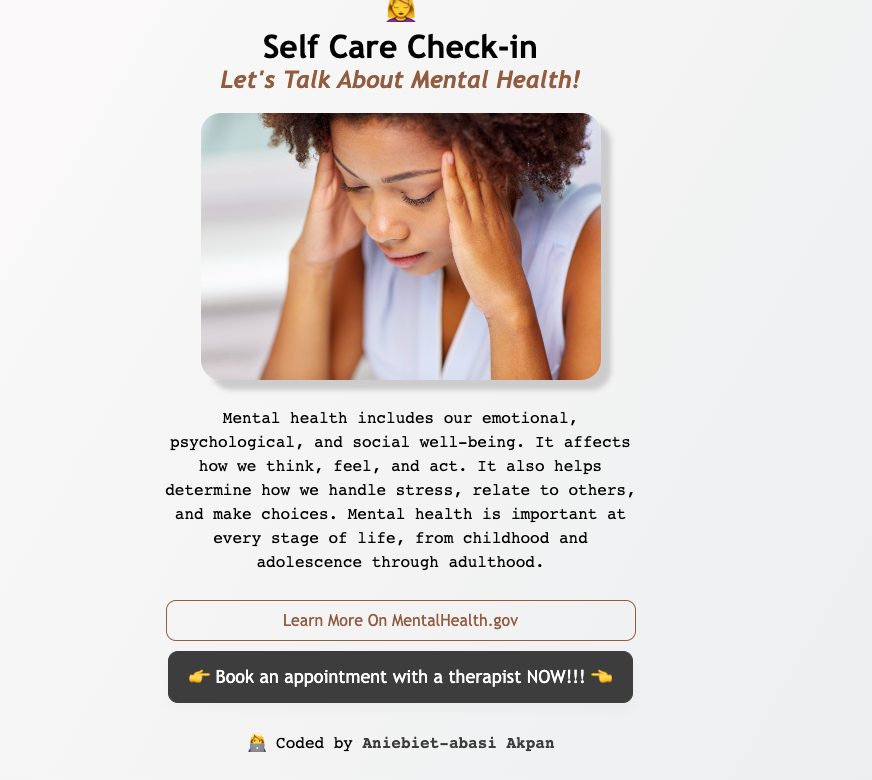 Self Care Check-in
Let's Talk About Mental Health!
Mental health includes our emotional,
psychological, and social well-being. It affects
how we think, feel, and act. It also helps
determine how we handle stress, relate to others,
and make choices. Mental health is important at
every stage of life, from childhood and
adolescence through adulthood.
Learn More On MentalHealth.gov
👉 Book an appointment with a therapist NOW!!! 👈
👩‍💻 Coded by Aniebiet-abasi Akpan